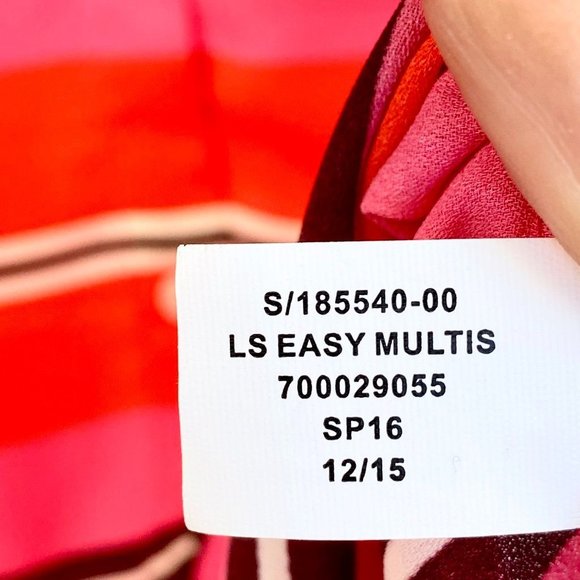 S/185540-00
LS EASY MULTIS
700029055
SP16
12/15